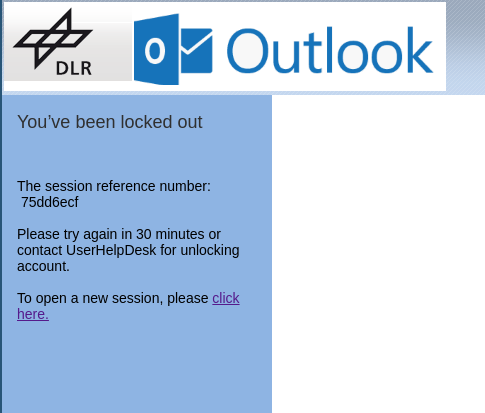 DLR
Outlook
You’ve been locked out
The session reference number:
75dd6ecf
Please try again in 30 minutes or
contact UserHelpDesk for unlocking
account.
To open a new session, please click
here.